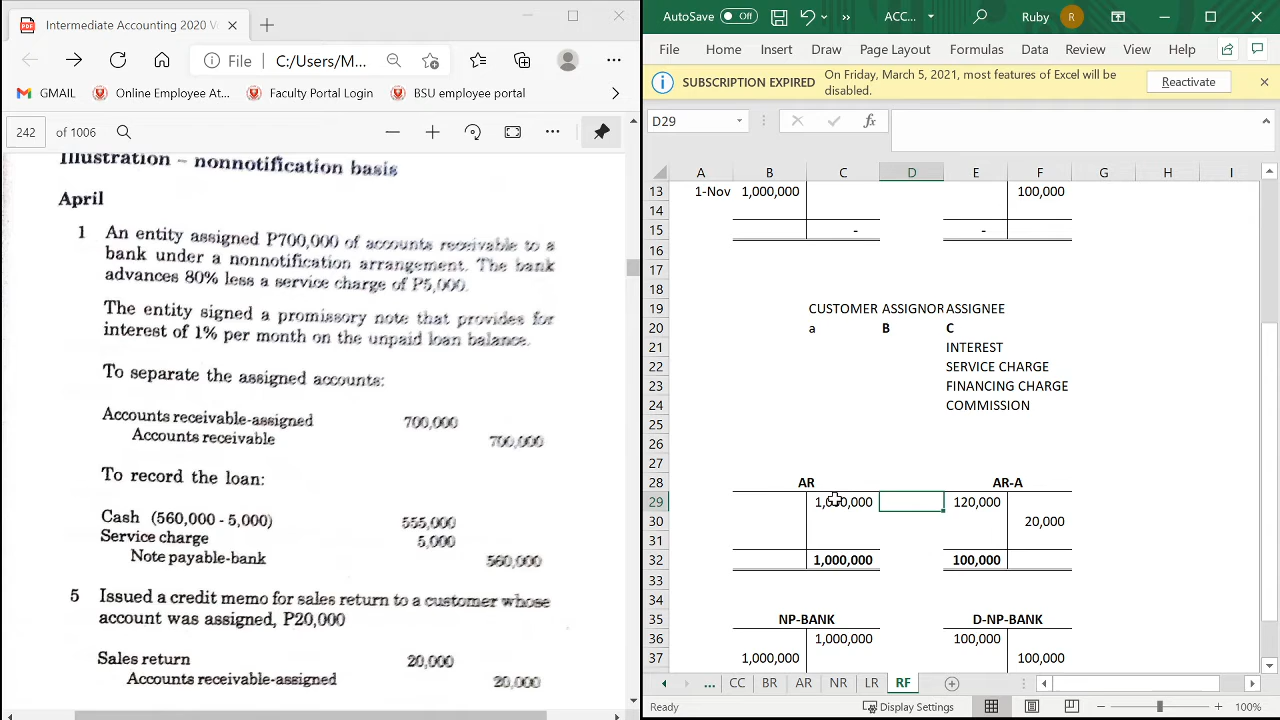 Intermediate Accounting 2020 V
File
C:/Users/M...
GMAIL
Online Employee At...
Faculty Portal Login
BSU employee portal
242
of 1006
Illustration – nonnotification basis
April
1 An entity assigned P700,000 of accounts receivable to a
bank under a nonnotification arrangement. The bank
advances 80% less a service charge of P5,000.
The entity signed a promissory note that provides for
interest of 1% per month on the unpaid loan balance.
To separate the assigned accounts:
Accounts receivable-assigned 700,000
Accounts receivable 700,000
To record the loan:
Cash (560,000 - 5,000) 555,000
Service charge 5,000
Note payable-bank 560,000
5 Issued a credit memo for sales return to a customer whose
account was assigned, P20,000
Sales return 20,000
Accounts receivable-assigned 20,000
AutoSave Off ACC... Ruby R
File Home Insert Draw Page Layout Formulas Data Review View Help
SUBSCRIPTION EXPIRED On Friday, March 5, 2021, most features of Excel will be
disabled.
Reactivate
D29 fx
A B C D E F G H I
13 1-Nov 1,000,000 100,000
14
15 - -
16
17
18
19 CUSTOMER ASSIGNOR ASSIGNEE
20 a B C
21 INTEREST
22 SERVICE CHARGE
23 FINANCING CHARGE
24 COMMISSION
25
26
27
28 AR AR-A
29 120,000
30 20,000
31
32 1,000,000 100,000
33
34
35 NP-BANK D-NP-BANK
36 1,000,000 100,000
37 1,000,000 100,000
... CC BR AR NR LR RF
Ready Display Settings 100%